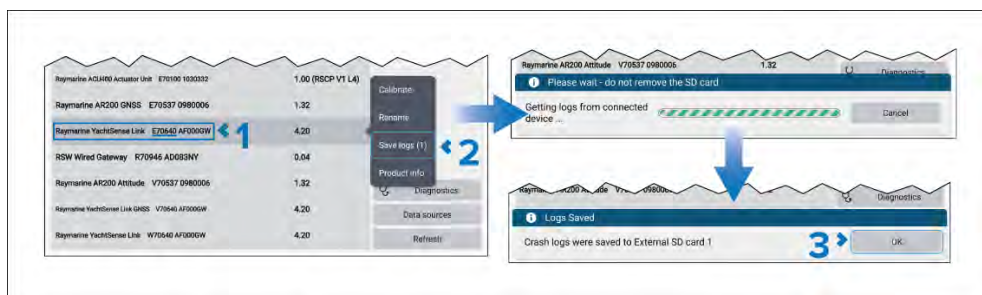 Raymarine ACU400 Actuator Unit E70100 1030332 1.00 (RSCP V1 L4)
Raymarine AR200 GNSS E70537 0980006 1.32
Raymarine YachtSense Link E70640 AF000GW 4.20
1
RSW Wired Gateway R70946 AD083NY 0.04
Raymarine AR200 Attitude V70537 0980006 1.32
Raymarine YachtSense Link GNSS V70640 AF000GW 4.20
Raymarine YachtSense Link W70640 AF000GW 4.20
Calibrate
Rename
Save logs (1)
2
Product info
Diagnostics
Data sources
Refresh
Raymarine AR200 Attitude V70537 0980006 1.32
Diagnostics
Please wait - do not remove the SD card
Getting logs from connected
device ...
Cancel
Diagnostics
Logs Saved
Crash logs were saved to External SD card 1
3
OK